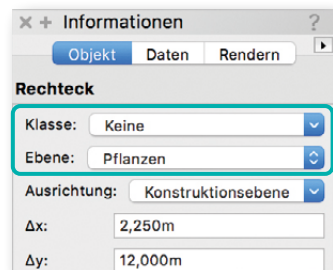 Informationen ?
Objekt Daten Rendern
Rechteck
Klasse: Keine
Ebene: Pflanzen
Ausrichtung: Konstruktionsebene
Δx: 2,250m
Δy: 12,000m